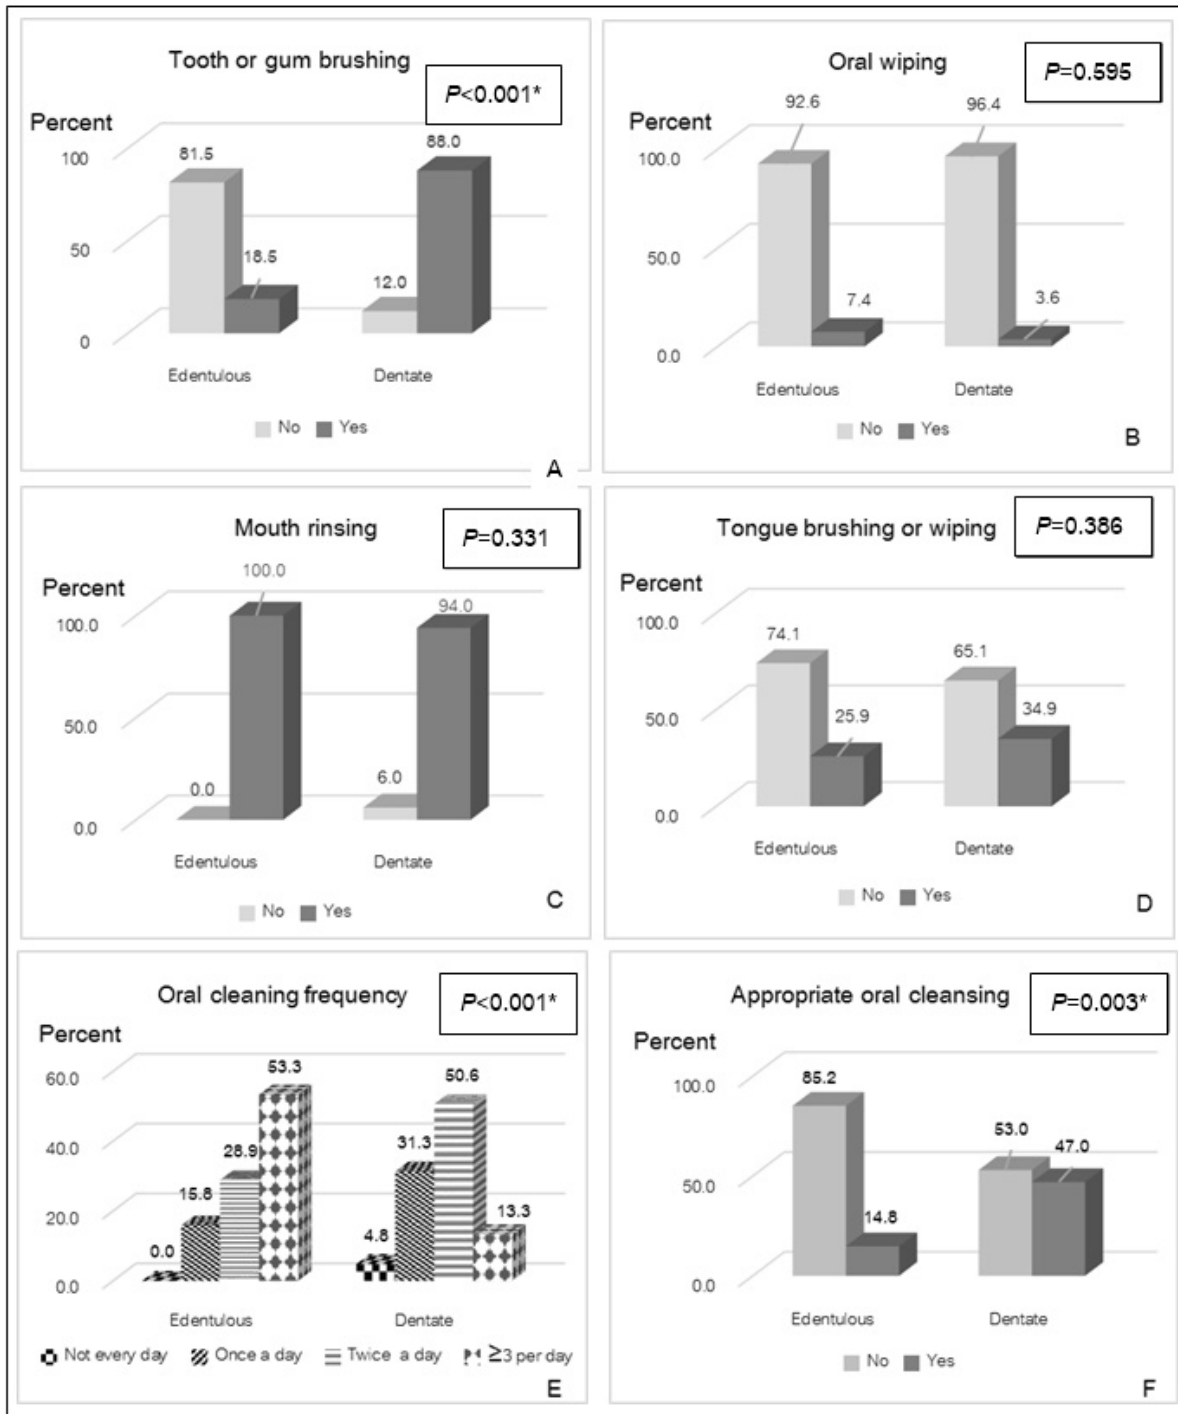 Tooth or gum brushing
P<0.001*
Percent
100
50
0
81.5
18.5
12.0
88.0
Edentulous
Dentate
No
Yes
A
Oral wiping
P=0.595
Percent
100.0
50.0
0.0
92.6
7.4
96.4
3.6
Edentulous
Dentate
No
Yes
B
Mouth rinsing
P=0.331
Percent
100.0
50.0
0.0
0.0
100.0
6.0
94.0
Edentulous
Dentate
No
Yes
C
Tongue brushing or wiping
P=0.386
Percent
100.0
50.0
0.0
74.1
25.9
65.1
34.9
Edentulous
Dentate
No
Yes
D
Oral cleaning frequency
P<0.001*
Percent
60.0
40.0
20.0
0.0
0.0
15.8
28.9
53.3
4.8
31.3
50.6
13.3
Edentulous
Dentate
Not every day
Once a day
Twice a day
≥3 per day
E
Appropriate oral cleansing
P=0.003*
Percent
100.0
50.0
0.0
85.2
14.8
53.0
47.0
Edentulous
Dentate
No
Yes
F